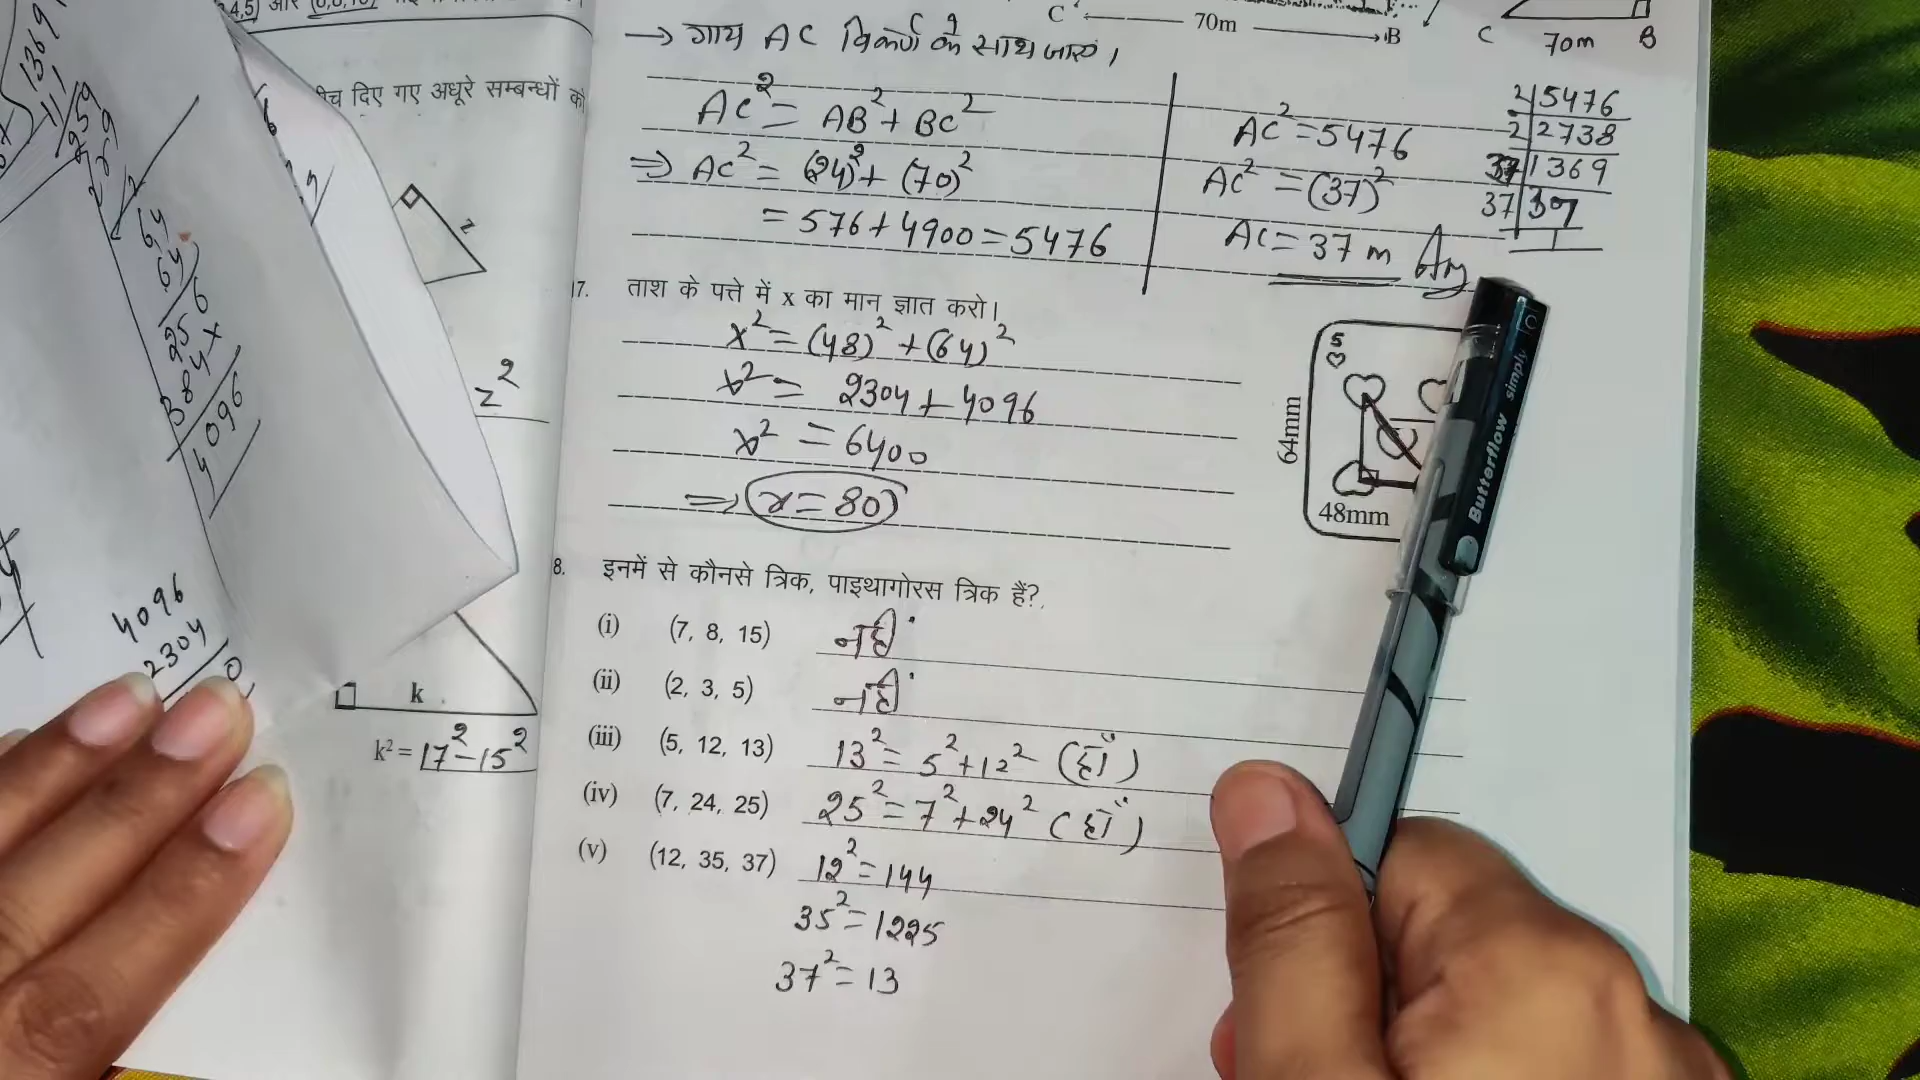 4,5) और
ीच दिए गए अधूरे सम्बन्धों को
z
z²
k
k² = 17² - 15²
64
64
256
384×
4096
4096
2304
→ गाय AC विकर्ण के साथ जाए।
C 70m B
C 70m B
AC² = AB² + BC²
⇒ AC² = (24)² + (70)²
= 576 + 4900 = 5476
AC² = 5476
AC² = (37)²
AC = 37 m Ans
2 5476
2 2738
37 1369
37 37
1
17. ताश के पत्ते में x का मान ज्ञात करो।
x² = (48)² + (64)²
x² = 2304 + 4096
x² = 6400
⇒ x = 80
5
64mm
48mm
Butterflow simply
8. इनमें से कौनसे त्रिक, पाइथागोरस त्रिक हैं?
(i) (7, 8, 15) नहीं
(ii) (2, 3, 5) नहीं
(iii) (5, 12, 13) 13² = 5² + 12² (हाँ)
(iv) (7, 24, 25) 25² = 7² + 24² (हाँ)
(v) (12, 35, 37) 12² = 144
35² = 1225
37² = 13